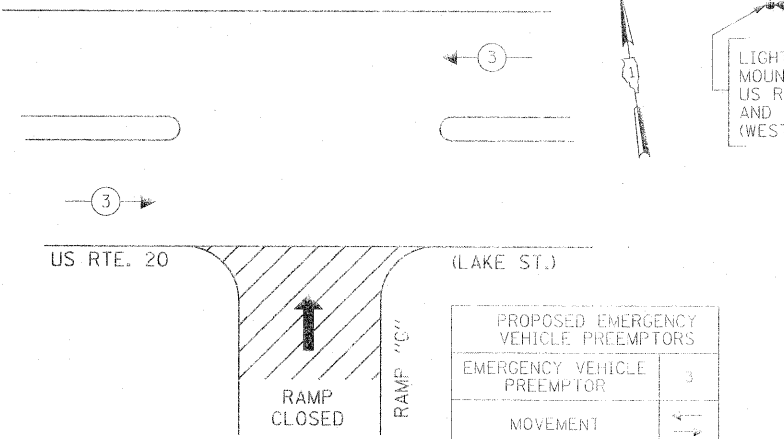 3
1
LIGHT
MOUN
US R
AND
(WEST
3
US RTE. 20
(LAKE ST.)
RAMP
CLOSED
RAMP "C"
PROPOSED EMERGENCY
VEHICLE PREEMPTORS
EMERGENCY VEHICLE
PREEMPTOR
3
MOVEMENT